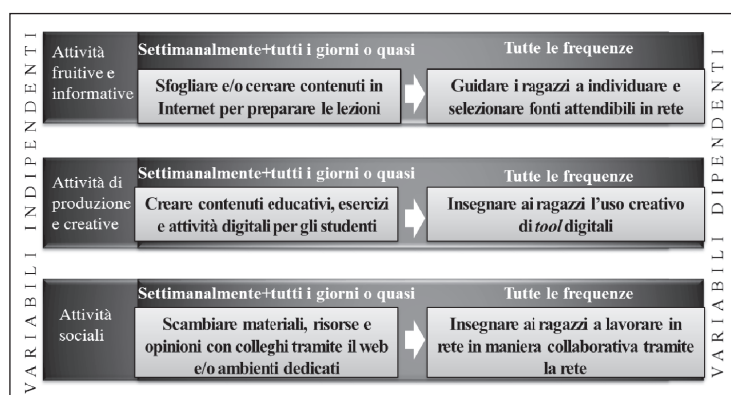 VARIABILI INDIPENDENTI
Attività
fruitive e
informative
Settimanalmente+tutti i giorni o quasi
Sfogliare e/o cercare contenuti in
Internet per preparare le lezioni
Tutte le frequenze
Guidare i ragazzi a individuare e
selezionare fonti attendibili in rete
Attività di
produzione
e creative
Settimanalmente+tutti i giorni o quasi
Creare contenuti educativi, esercizi
e attività digitali per gli studenti
Tutte le frequenze
Insegnare ai ragazzi l'uso creativo
di tool digitali
Attività
sociali
Settimanalmente+tutti i giorni o quasi
Scambiare materiali, risorse e
opinioni con colleghi tramite il web
e/o ambienti dedicati
Tutte le frequenze
Insegnare ai ragazzi a lavorare in
rete in maniera collaborativa tramite
la rete
VARIABILI DIPENDENTI